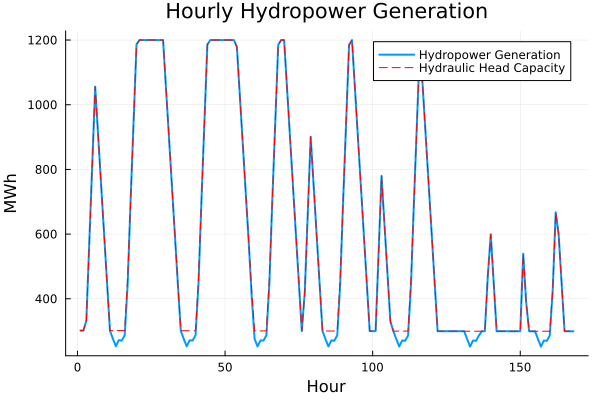 Hourly Hydropower Generation
1200
1000
800
600
400
MWh
Hydropower Generation
Hydraulic Head Capacity
0
50
100
150
Hour